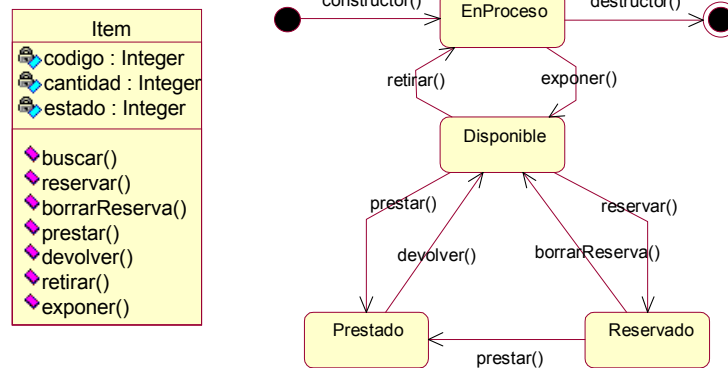 Item
codigo : Integer
cantidad : Integer
estado : Integer
buscar()
reservar()
borrarReserva()
prestar()
devolver()
retirar()
exponer()
constructor()
EnProceso
destructor()
retirar()
exponer()
Disponible
prestar()
reservar()
devolver()
borrarReserva()
Prestado
Reservado
prestar()